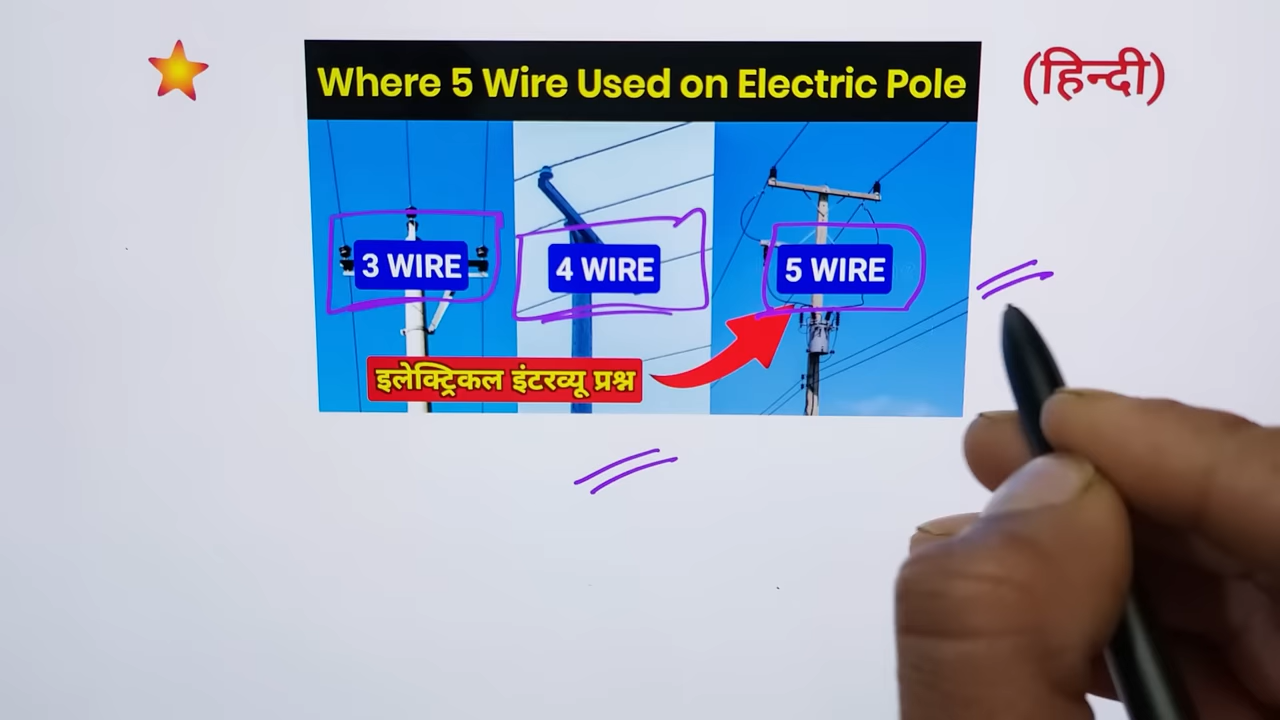 Where 5 Wire Used on Electric Pole
(हिन्दी)
3 WIRE
4 WIRE
5 WIRE
इलेक्ट्रिकल इंटरव्यू प्रश्न